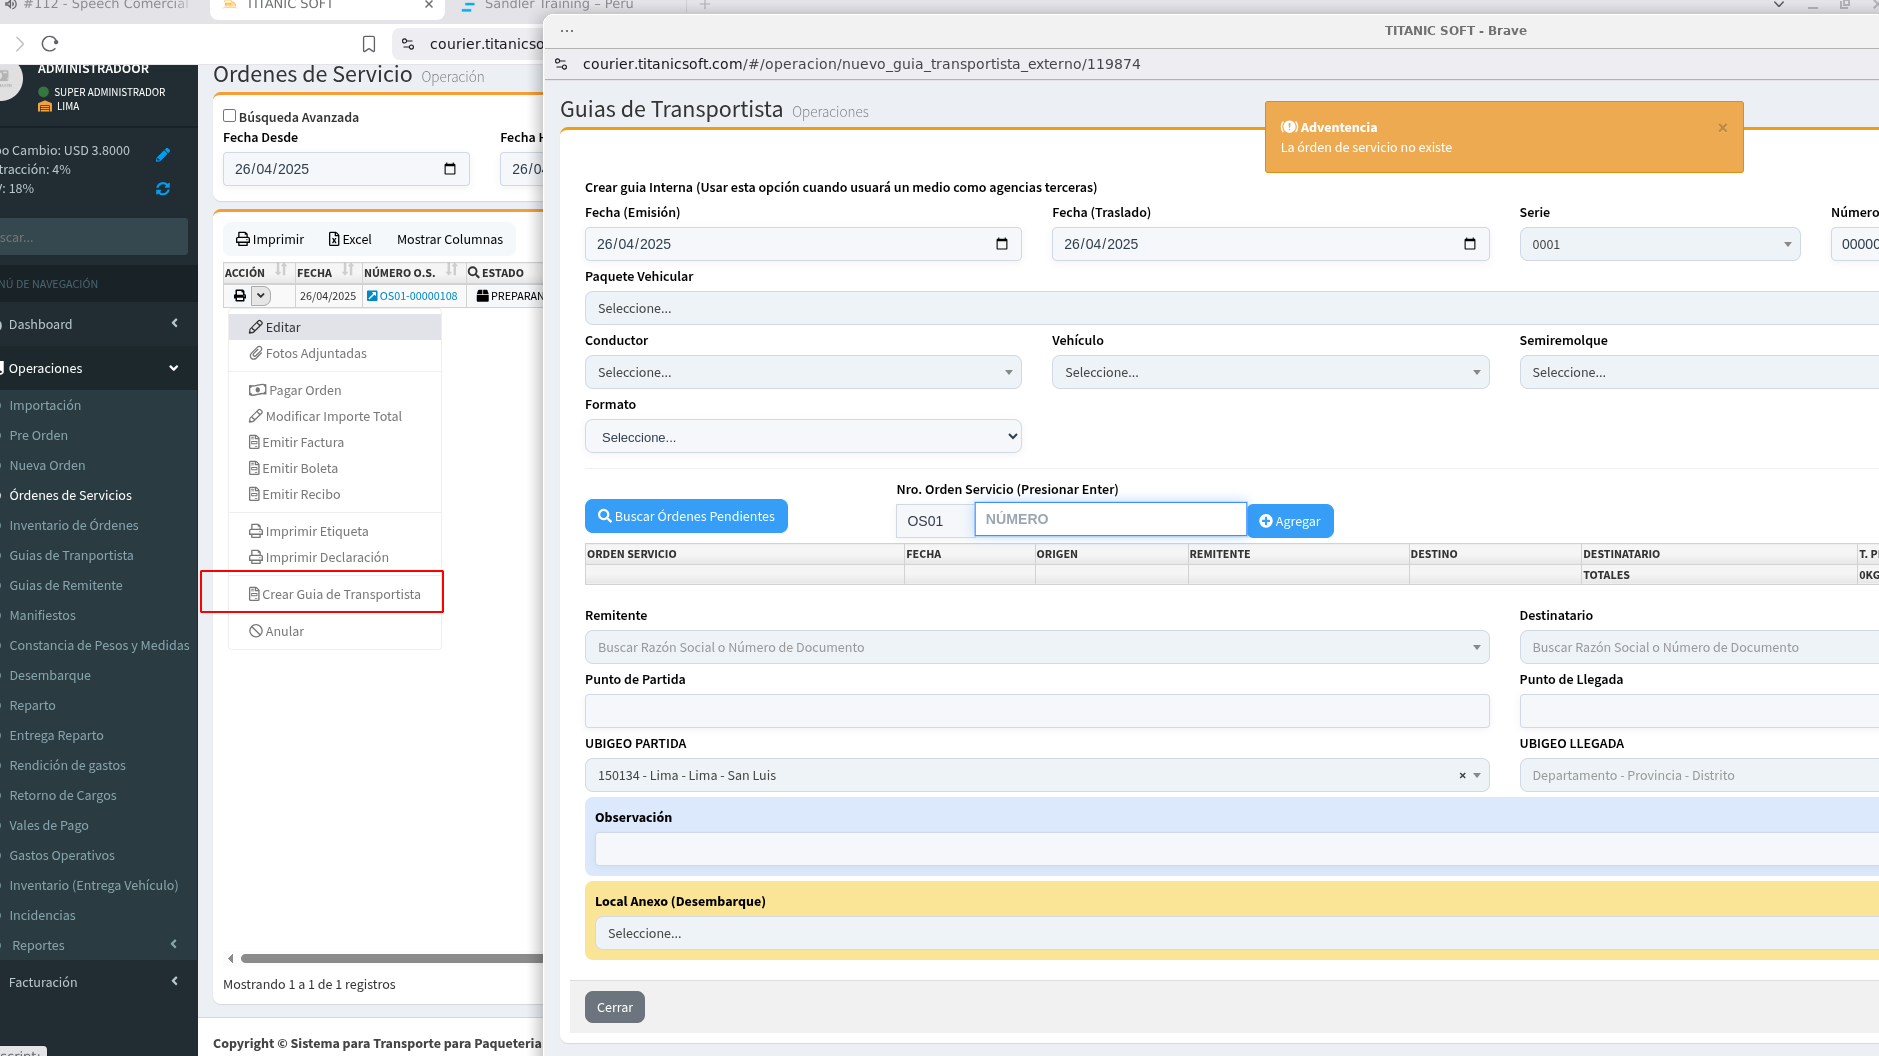 #112 - Speech Comercial
TITANIC SOFT
Sandler Training – Perú
courier.titanicso
ADMINISTRADOOR
SUPER ADMINISTRADOR
LIMA
o Cambio: USD 3.8000
tracción: 4%
: 18%
scar...
NÚ DE NAVEGACIÓN
Dashboard
Operaciones
Importación
Pre Orden
Nueva Orden
Órdenes de Servicios
Inventario de Órdenes
Guias de Tranportista
Guias de Remitente
Manifiestos
Constancia de Pesos y Medidas
Desembarque
Reparto
Entrega Reparto
Rendición de gastos
Retorno de Cargos
Vales de Pago
Gastos Operativos
Inventario (Entrega Vehículo)
Incidencias
Reportes
Facturación
Ordenes de Servicio Operación
Búsqueda Avanzada
Fecha Desde Fecha H
26/04/2025 26/0
Imprimir Excel Mostrar Columnas
ACCIÓN FECHA NÚMERO O.S. ESTADO
26/04/2025 OS01-00000108 PREPARAN
Editar
Fotos Adjuntadas
Pagar Orden
Modificar Importe Total
Emitir Factura
Emitir Boleta
Emitir Recibo
Imprimir Etiqueta
Imprimir Declaración
Crear Guia de Transportista
Anular
Mostrando 1 a 1 de 1 registros
Copyright © Sistema para Transporte para Paqueteria
TITANIC SOFT - Brave
courier.titanicsoft.com/#/operacion/nuevo_guia_transportista_externo/119874
Guias de Transportista Operaciones
Adventencia ×
La órden de servicio no existe
Crear guia Interna (Usar esta opción cuando usuará un medio como agencias terceras)
Fecha (Emisión) Fecha (Traslado) Serie Número
26/04/2025 26/04/2025 0001 00000
Paquete Vehicular
Seleccione...
Conductor Vehículo Semiremolque
Seleccione... Seleccione... Seleccione...
Formato
Seleccione...
Nro. Orden Servicio (Presionar Enter)
Buscar Órdenes Pendientes OS01 NÚMERO Agregar
ORDEN SERVICIO FECHA ORIGEN REMITENTE DESTINO DESTINATARIO T. P
TOTALES 0KG
Remitente Destinatario
Buscar Razón Social o Número de Documento Buscar Razón Social o Número de Documento
Punto de Partida Punto de Llegada
UBIGEO PARTIDA UBIGEO LLEGADA
150134 - Lima - Lima - San Luis × Departamento - Provincia - Distrito
Observación
Local Anexo (Desembarque)
Seleccione...
Cerrar